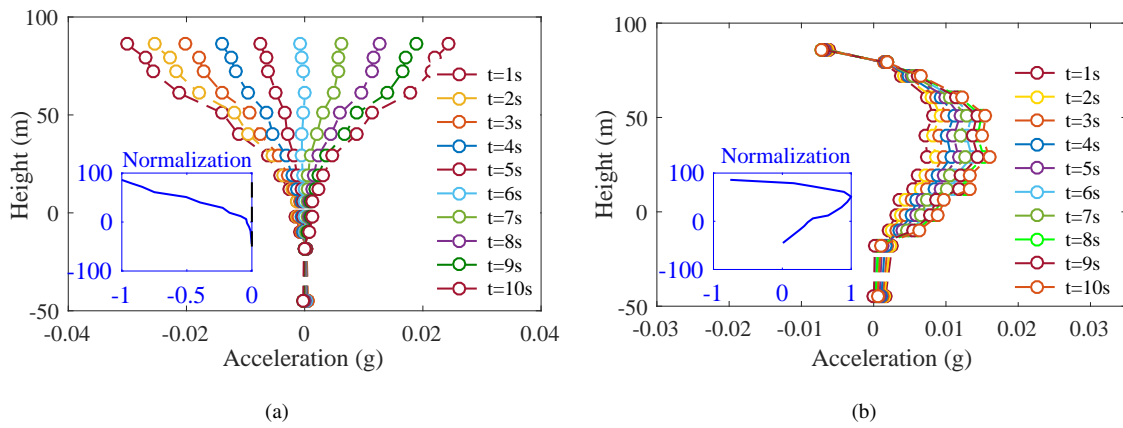 100
50
0
-50
Height (m)
-0.04
-0.02
0
0.02
0.04
Acceleration (g)
t=1s
t=2s
t=3s
t=4s
t=5s
t=6s
t=7s
t=8s
t=9s
t=10s
Normalization
100
0
-100
-1
-0.5
0
(a)
100
50
0
-50
Height (m)
-0.03
-0.02
-0.01
0
0.01
0.02
0.03
Acceleration (g)
t=1s
t=2s
t=3s
t=4s
t=5s
t=6s
t=7s
t=8s
t=9s
t=10s
Normalization
100
0
-100
-1
0
1
(b)